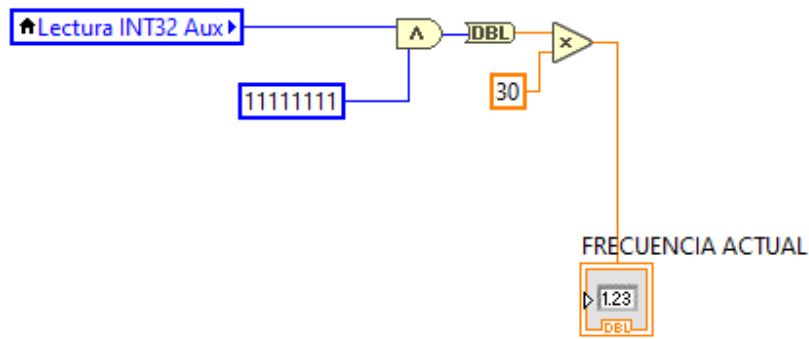 Lectura INT32 Aux
∧
DBL
×
11111111
30
FRECUENCIA ACTUAL
1.23
DBL